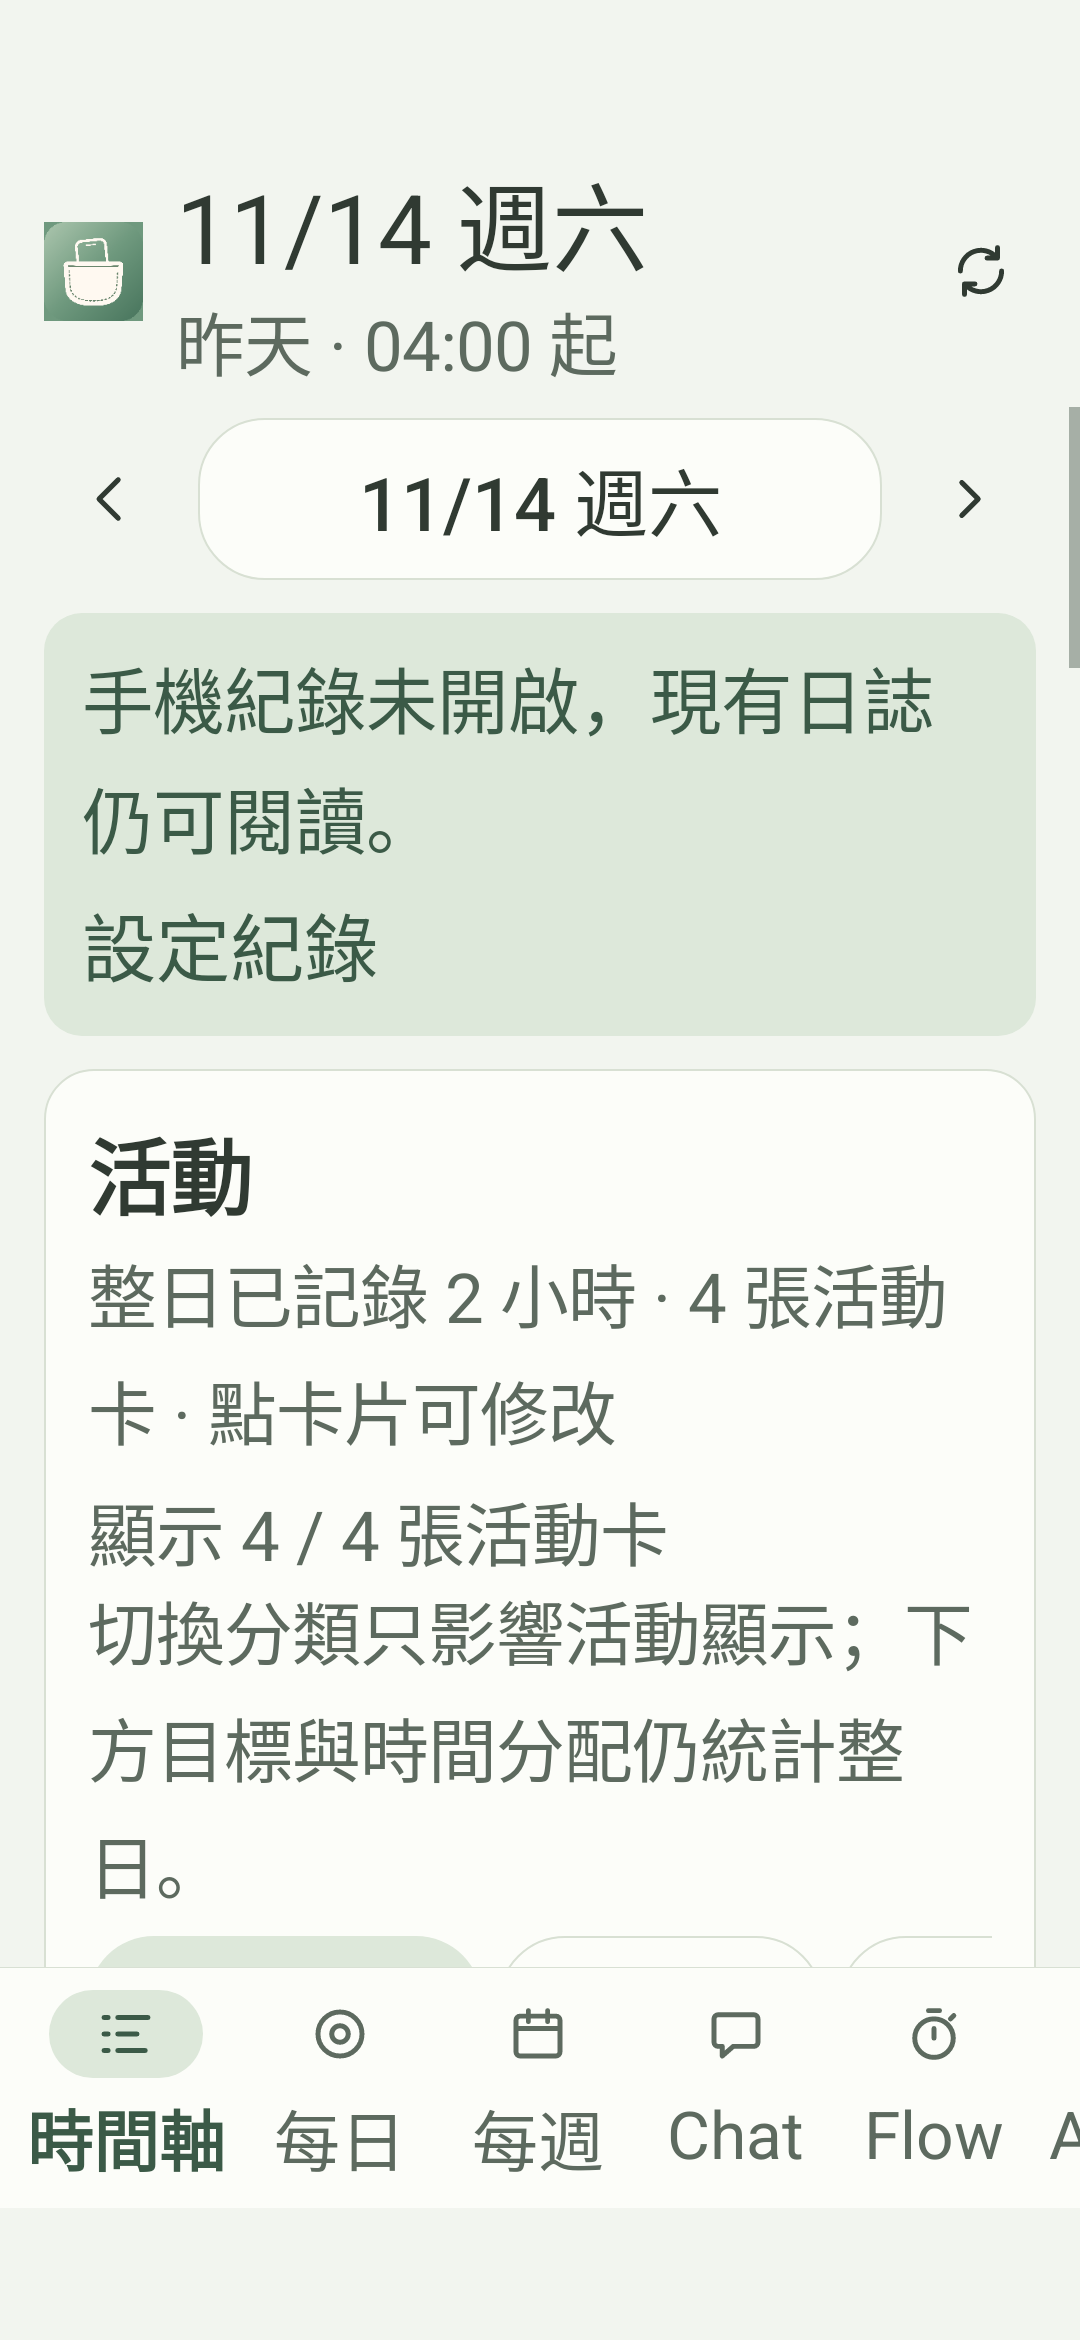 11/14 週六
昨天 · 04:00 起
11/14 週六
手機紀錄未開啟，現有日誌
仍可閱讀。
設定紀錄
活動
整日已記錄 2 小時 · 4 張活動
卡 · 點卡片可修改
顯示 4 / 4 張活動卡
切換分類只影響活動顯示；下
方目標與時間分配仍統計整
日。
時間軸
每日
每週
Chat
Flow